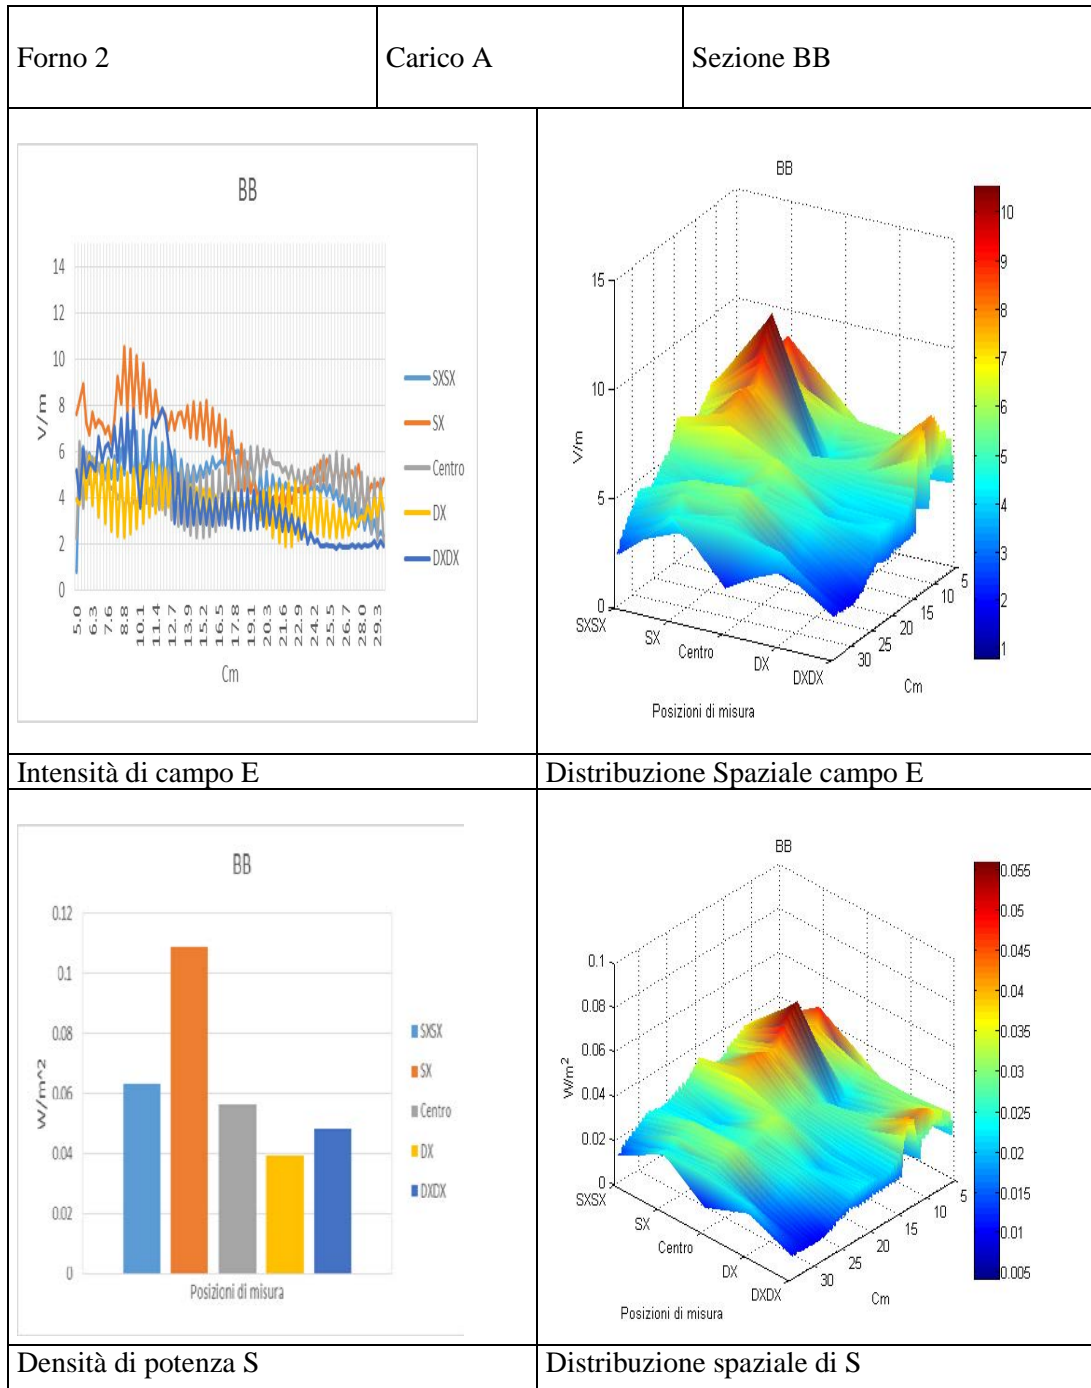 Forno 2
Carico A
Sezione BB
BB
14
12
10
8
6
4
2
0
V/m
5.0
6.3
7.6
8.8
10.1
11.4
12.7
13.9
15.2
16.5
17.8
19.1
20.3
21.6
22.9
24.2
25.5
26.7
28.0
29.3
Cm
SXSX
SX
Centro
DX
DXDX
BB
15
10
5
0
V/m
SXSX
SX
Centro
DX
DXDX
Posizioni di misura
30
25
20
15
10
5
Cm
10
9
8
7
6
5
4
3
2
1
Intensità di campo E
Distribuzione Spaziale campo E
BB
0.12
0.1
0.08
0.06
0.04
0.02
0
W/m^2
Posizioni di misura
SXSX
SX
Centro
DX
DXDX
BB
0.1
0.08
0.06
0.04
0.02
0
W/m²
SXSX
SX
Centro
DX
DXDX
Posizioni di misura
30
25
20
15
10
5
Cm
0.055
0.05
0.045
0.04
0.035
0.03
0.025
0.02
0.015
0.01
0.005
Densità di potenza S
Distribuzione spaziale di S